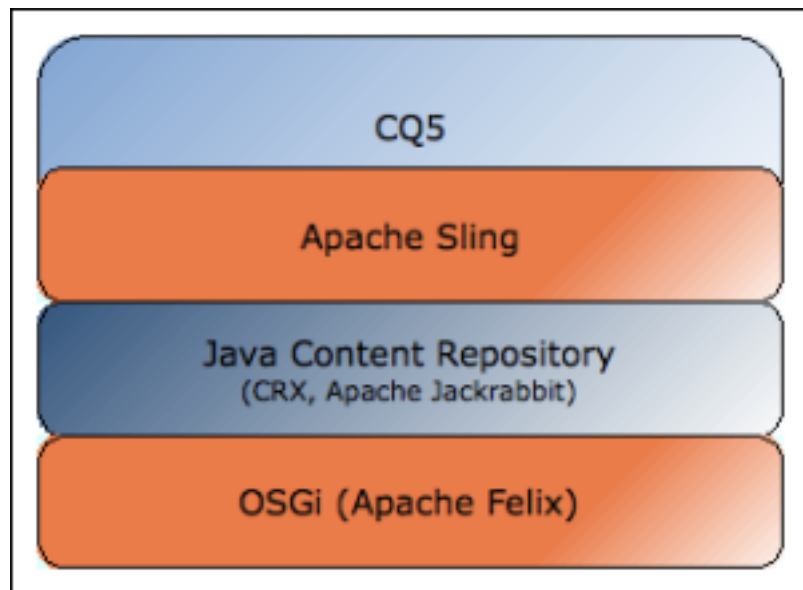 CQ5
Apache Sling
Java Content Repository
(CRX, Apache Jackrabbit)
OSGi (Apache Felix)